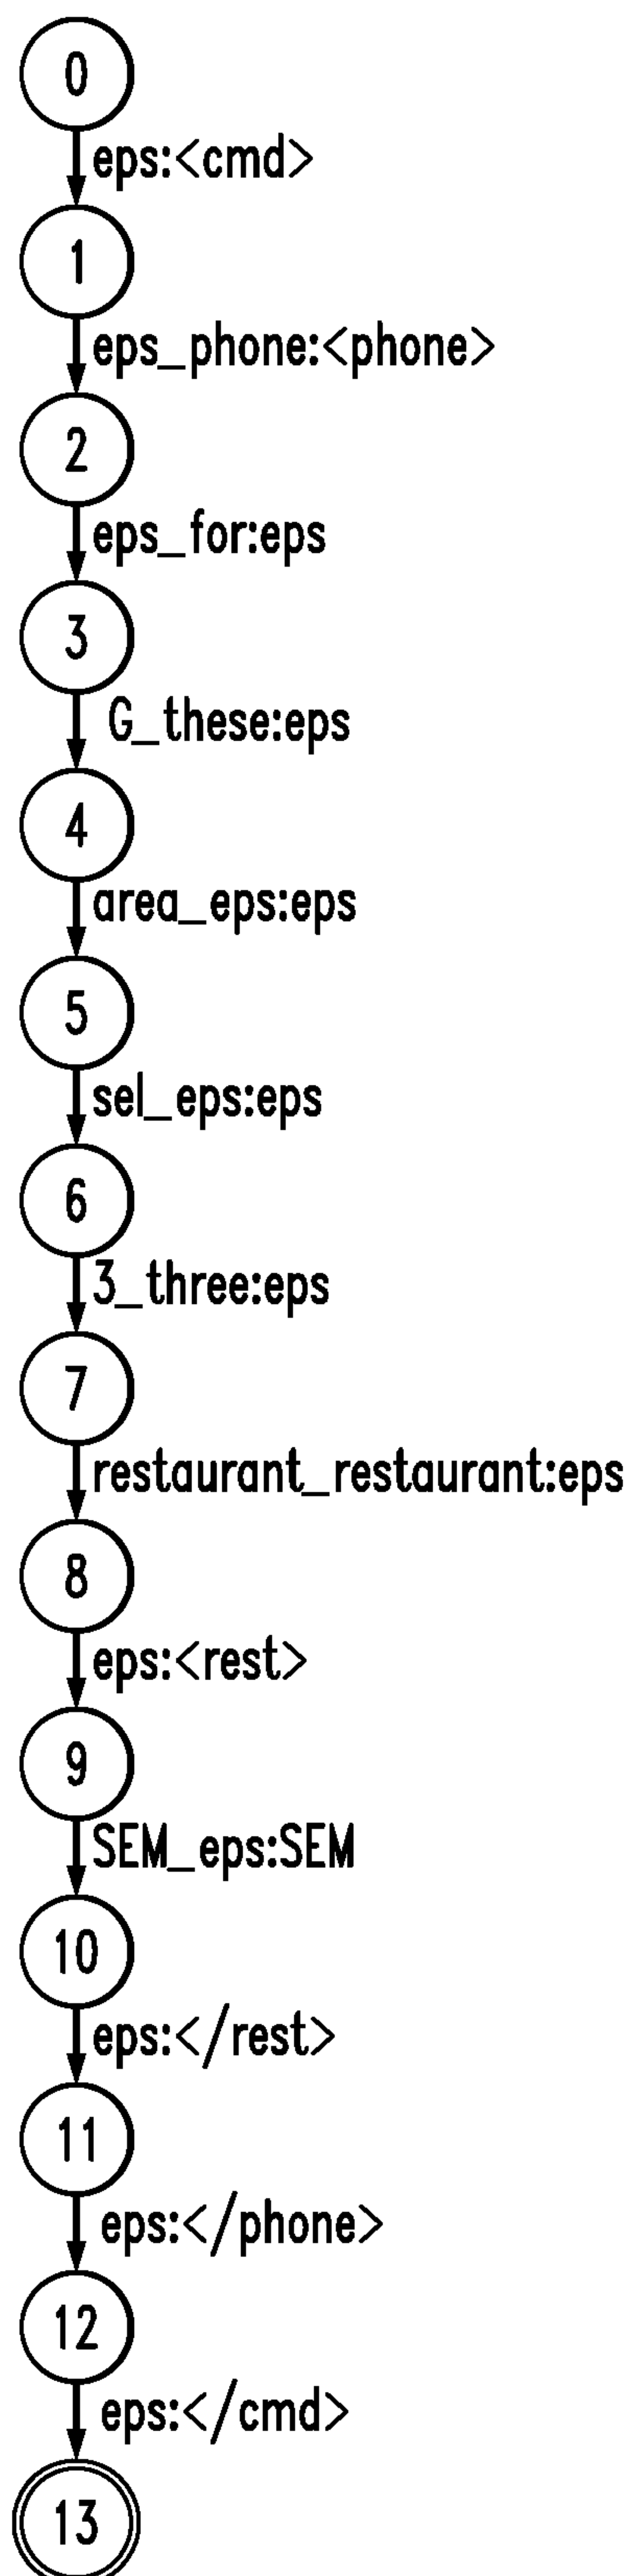 0
eps:<cmd>
1
eps_phone:<phone>
2
eps_for:eps
3
G_these:eps
4
area_eps:eps
5
sel_eps:eps
6
3_three:eps
7
restaurant_restaurant:eps
8
eps:<rest>
9
SEM_eps:SEM
10
eps:</rest>
11
eps:</phone>
12
eps:</cmd>
13